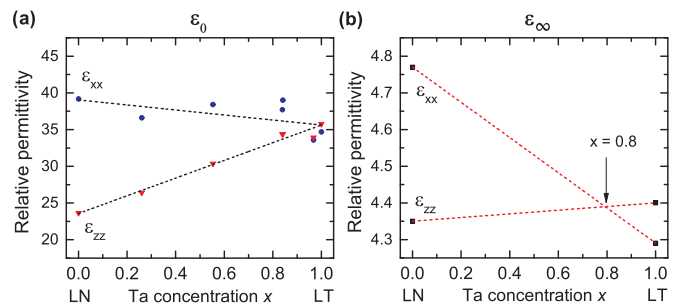 (a) ε0
Relative permittivity
45
40
35
30
25
20
εxx
εzz
0.0 0.2 0.4 0.6 0.8 1.0
LN Ta concentration x LT
(b) ε∞
Relative permittivity
4.8
4.7
4.6
4.5
4.4
4.3
εxx
x = 0.8
εzz
0.0 0.2 0.4 0.6 0.8 1.0
LN Ta concentration x LT